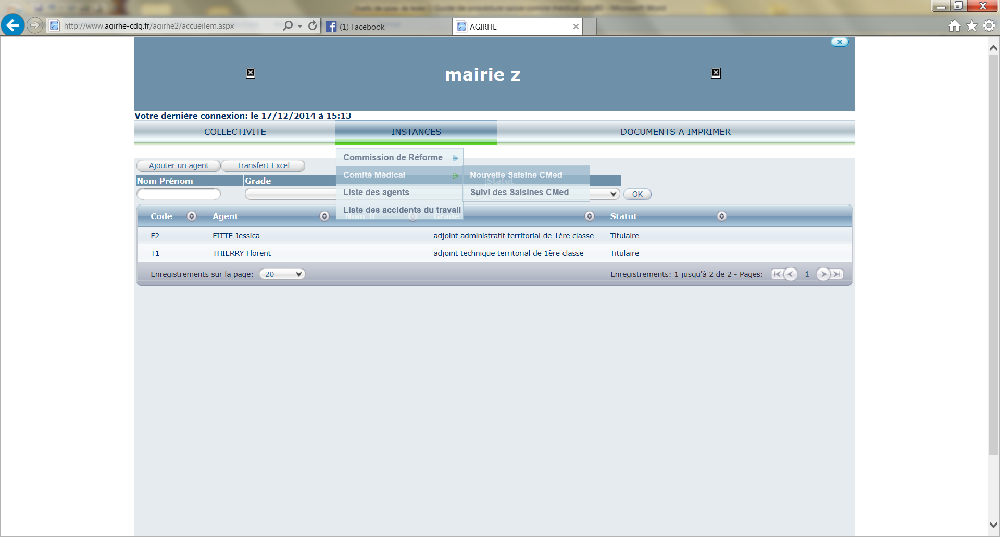 http://www.agirhe-cdg.fr/agirhe2/accueilem.aspx
(1) Facebook
AGIRHE
mairie z
Votre dernière connexion: le 17/12/2014 à 15:13
COLLECTIVITE
INSTANCES
DOCUMENTS A IMPRIMER
Commission de Réforme
Comité Médical
Nouvelle Saisine CMed
Liste des agents
Suivi des Saisines CMed
Liste des accidents du travail
Ajouter un agent
Transfert Excel
Nom Prénom
Grade
Statut
OK
Code
Agent
Nom JF
Grade
Statut
F2
FITTE Jessica
adjoint administratif territorial de 1ère classe
Titulaire
T1
THIERRY Florent
adjoint technique territorial de 1ère classe
Titulaire
Enregistrements sur la page:
20
Enregistrements: 1 jusqu'à 2 de 2 - Pages:
1